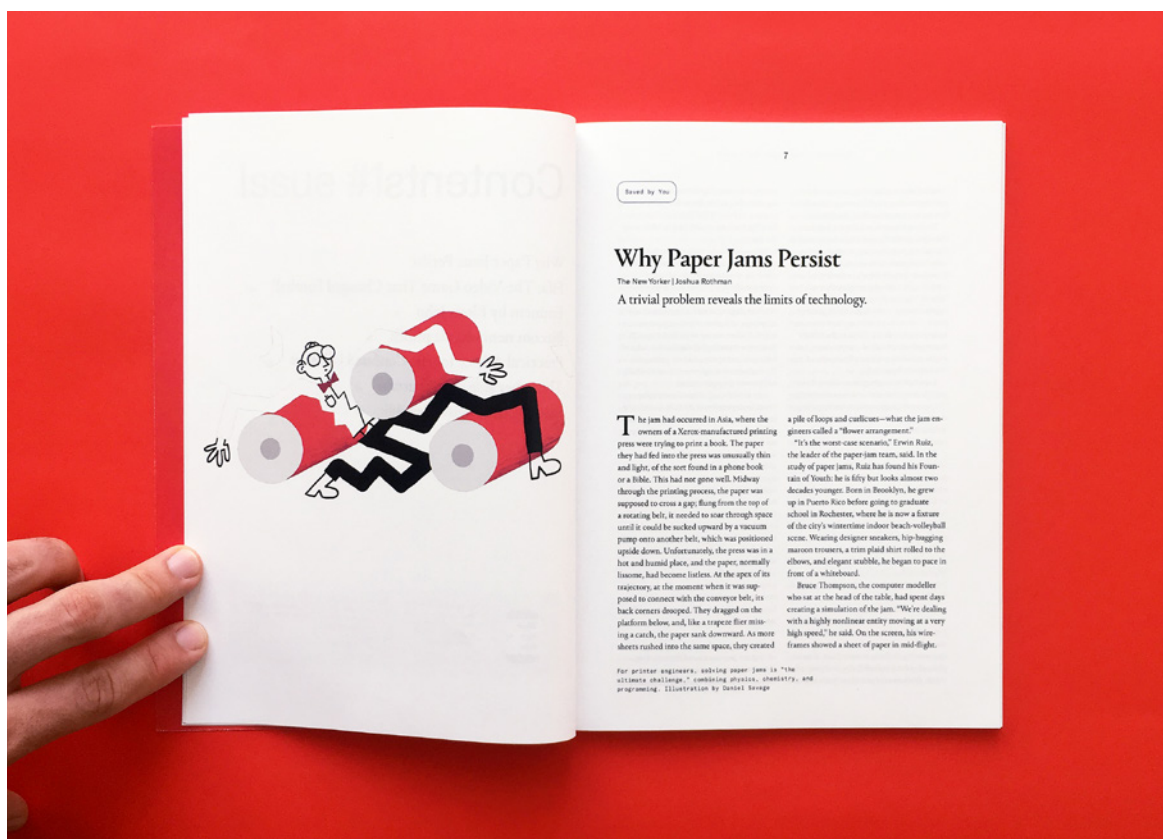 7
Saved by You
Why Paper Jams Persist
The New Yorker | Joshua Rothman
A trivial problem reveals the limits of technology.
The jam had occurred in Asia, where the
owners of a Xerox-manufactured printing
press were trying to print a book. The paper
they had fed into the press was unusually thin
and light, of the sort found in a phone book
or a Bible. This had not gone well. Midway
through the printing process, the paper was
supposed to cross a gap; flung from the top of
a rotating belt, it needed to soar through space
until it could be sucked upward by a vacuum
pump onto another belt, which was positioned
upside down. Unfortunately, the press was in a
hot and humid place, and the paper, normally
lissome, had become listless. At the apex of its
trajectory, at the moment when it was sup-
posed to connect with the conveyor belt, its
back corners drooped. They dragged on the
platform below, and, like a trapeze flier miss-
ing a catch, the paper sank downward. As more
sheets rushed into the same space, they created
a pile of loops and curlicues—what the jam en-
gineers called a “flower arrangement.”
“It’s the worst-case scenario,” Erwin Ruiz,
the leader of the paper-jam team, said. In the
study of paper jams, Ruiz has found his Foun-
tain of Youth: he is fifty but looks almost two
decades younger. Born in Brooklyn, he grew
up in Puerto Rico before going to graduate
school in Rochester, where he is now a fixture
of the city’s wintertime indoor beach-volleyball
scene. Wearing designer sneakers, hip-hugging
maroon trousers, a trim plaid shirt rolled to the
elbows, and elegant stubble, he began to pace in
front of a whiteboard.
Bruce Thompson, the computer modeller
who sat at the head of the table, had spent days
creating a simulation of the jam. “We’re dealing
with a highly nonlinear entity moving at a very
high speed,” he said. On the screen, his wire-
frames showed a sheet of paper in mid-flight.
For printer engineers, solving paper jams is "the
ultimate challenge," combining physics, chemistry, and
programming. Illustration by Daniel Savage